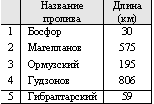 Название пролива Длина (км)
1 Босфор 30
2 Магелланов 575
3 Ормузский 195
4 Гудзонов 806
5 Гибралтарский 59